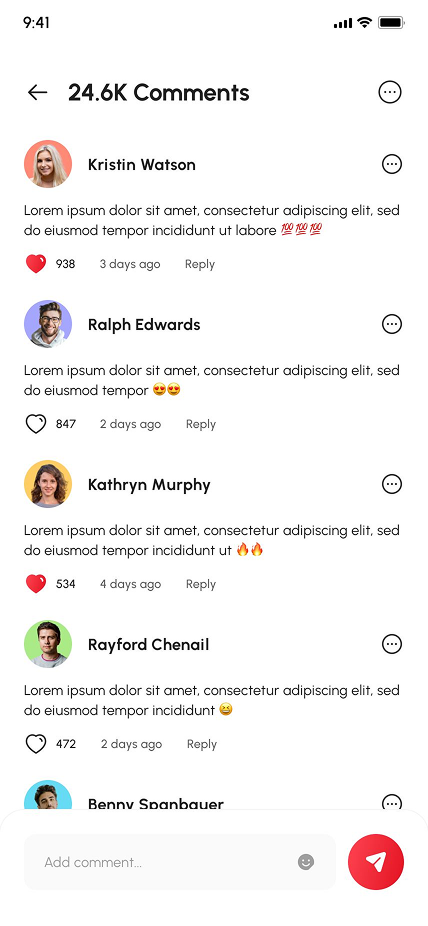 9:41
24.6K Comments
Kristin Watson
Lorem ipsum dolor sit amet, consectetur adipiscing elit, sed
do eiusmod tempor incididunt ut labore 💯💯💯
938 3 days ago Reply
Ralph Edwards
Lorem ipsum dolor sit amet, consectetur adipiscing elit, sed
do eiusmod tempor 😍😍
847 2 days ago Reply
Kathryn Murphy
Lorem ipsum dolor sit amet, consectetur adipiscing elit, sed
do eiusmod tempor incididunt ut 🔥🔥
534 4 days ago Reply
Rayford Chenail
Lorem ipsum dolor sit amet, consectetur adipiscing elit, sed
do eiusmod tempor incididunt 😆
472 2 days ago Reply
Benny Spanbauer
Add comment...